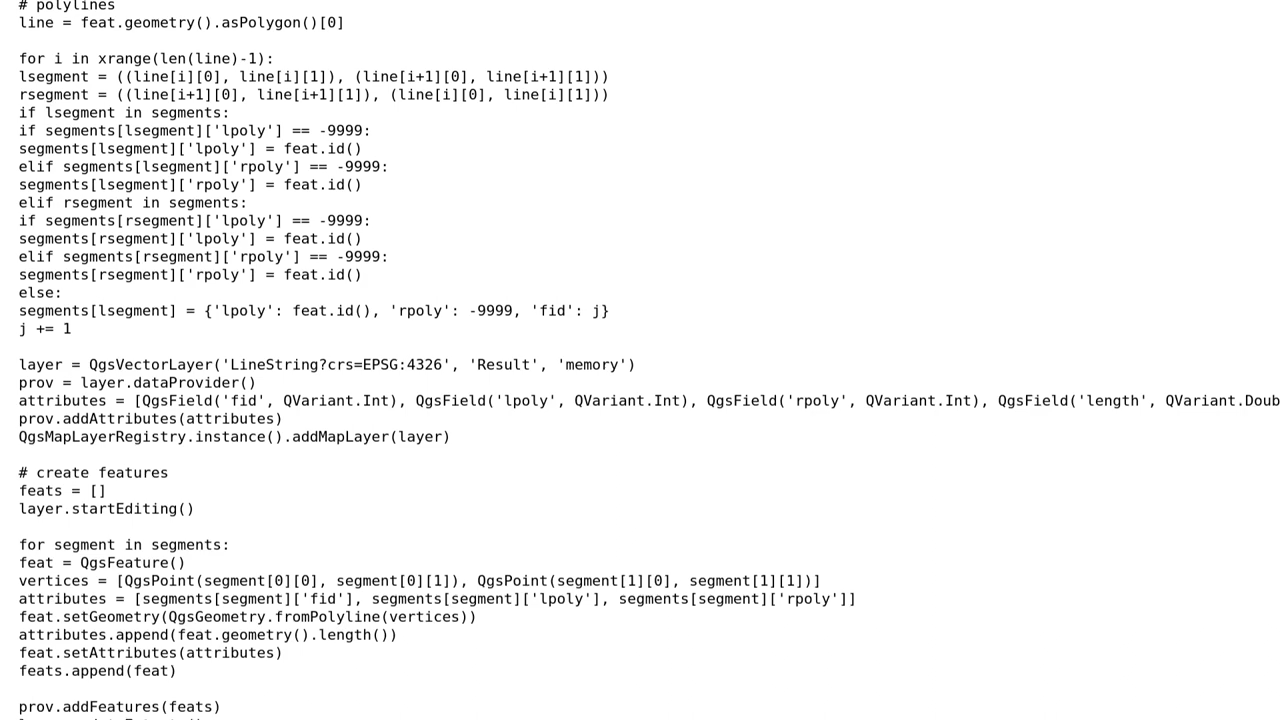 # polylines
line = feat.geometry().asPolygon()[0]
for i in xrange(len(line)-1):
lsegment = ((line[i][0], line[i][1]), (line[i+1][0], line[i+1][1]))
rsegment = ((line[i+1][0], line[i+1][1]), (line[i][0], line[i][1]))
if lsegment in segments:
if segments[lsegment]['lpoly'] == -9999:
segments[lsegment]['lpoly'] = feat.id()
elif segments[lsegment]['rpoly'] == -9999:
segments[lsegment]['rpoly'] = feat.id()
elif rsegment in segments:
if segments[rsegment]['lpoly'] == -9999:
segments[rsegment]['lpoly'] = feat.id()
elif segments[rsegment]['rpoly'] == -9999:
segments[rsegment]['rpoly'] = feat.id()
else:
segments[lsegment] = {'lpoly': feat.id(), 'rpoly': -9999, 'fid': j}
j += 1
layer = QgsVectorLayer('LineString?crs=EPSG:4326', 'Result', 'memory')
prov = layer.dataProvider()
attributes = [QgsField('fid', QVariant.Int), QgsField('lpoly', QVariant.Int), QgsField('rpoly', QVariant.Int), QgsField('length', QVariant.Doub
prov.addAttributes(attributes)
QgsMapLayerRegistry.instance().addMapLayer(layer)
# create features
feats = []
layer.startEditing()
for segment in segments:
feat = QgsFeature()
vertices = [QgsPoint(segment[0][0], segment[0][1]), QgsPoint(segment[1][0], segment[1][1])]
attributes = [segments[segment]['fid'], segments[segment]['lpoly'], segments[segment]['rpoly']]
feat.setGeometry(QgsGeometry.fromPolyline(vertices))
attributes.append(feat.geometry().length())
feat.setAttributes(attributes)
feats.append(feat)
prov.addFeatures(feats)